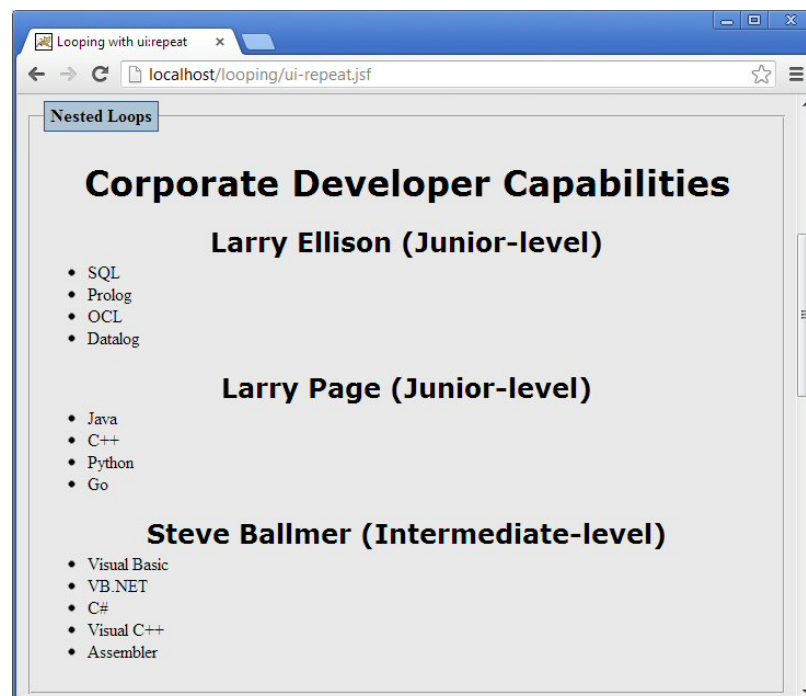 Looping with ui:repeat
localhost/looping/ui-repeat.jsf
Nested Loops
Corporate Developer Capabilities
Larry Ellison (Junior-level)
• SQL
• Prolog
• OCL
• Datalog
Larry Page (Junior-level)
• Java
• C++
• Python
• Go
Steve Ballmer (Intermediate-level)
• Visual Basic
• VB.NET
• C#
• Visual C++
• Assembler